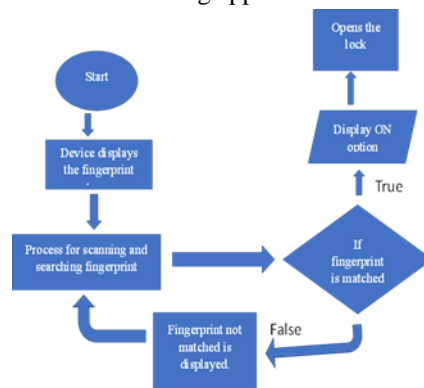 Opens the
lock
Start
Display ON
option
Device displays
the fingerprint
.
True
Process for scanning and
searching fingerprint
If
fingerprint
is matched
False
Fingerprint not
matched is
displayed.